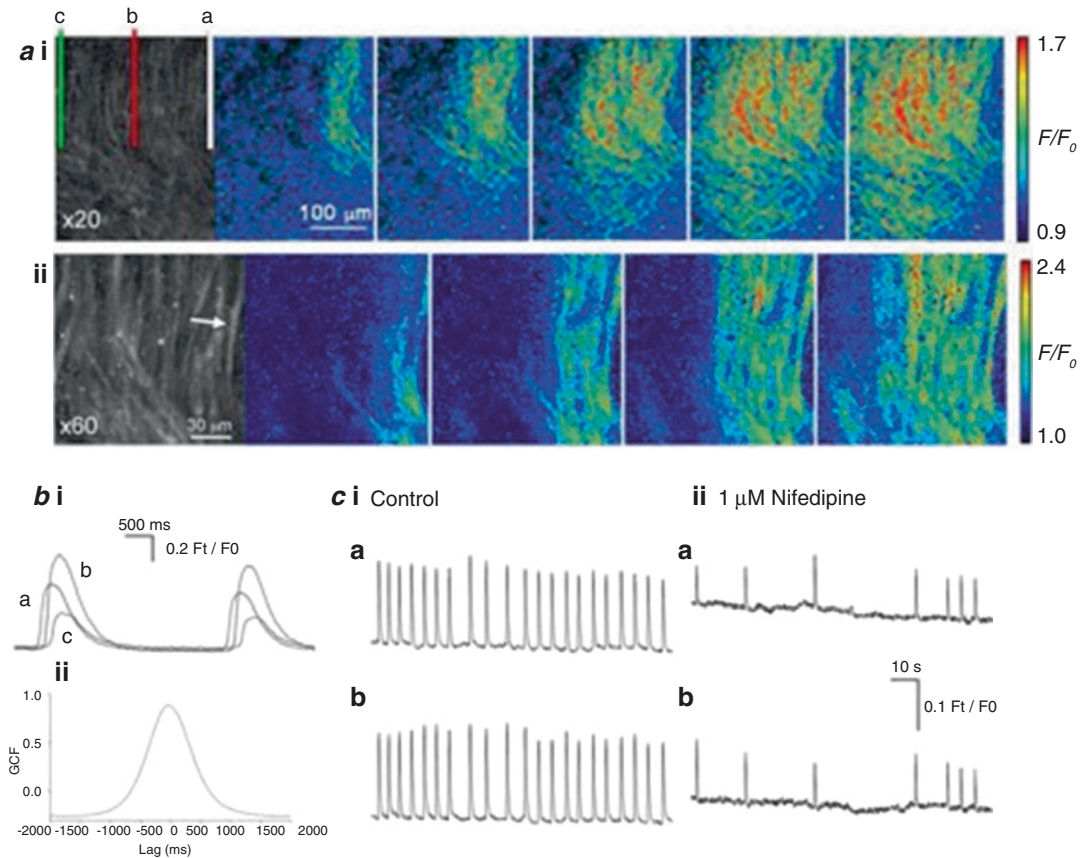 c b a
a i
1.7
F/F0
0.9
x20
100 µm
ii
2.4
F/F0
1.0
x60
30 µm
b i
500 ms
0.2 Ft / F0
a
b
c
ii
1.0
0.5
0.0
GCF
-2000 -1500 -1000 -500 0 500 1000 1500 2000
Lag (ms)
c i Control
a
b
ii 1 µM Nifedipine
a
10 s
0.1 Ft / F0
b